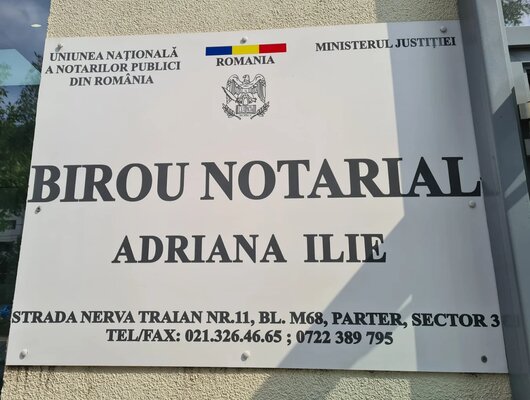 UNIUNEA NAȚIONALĂ
A NOTARILOR PUBLICI
DIN ROMÂNIA
ROMANIA
MINISTERUL JUSTIȚIEI
BIROU NOTARIAL
ADRIANA ILIE
STRADA NERVA TRAIAN NR.11, BL. M68, PARTER, SECTOR 3
TEL/FAX: 021.326.46.65 ; 0722 389 795